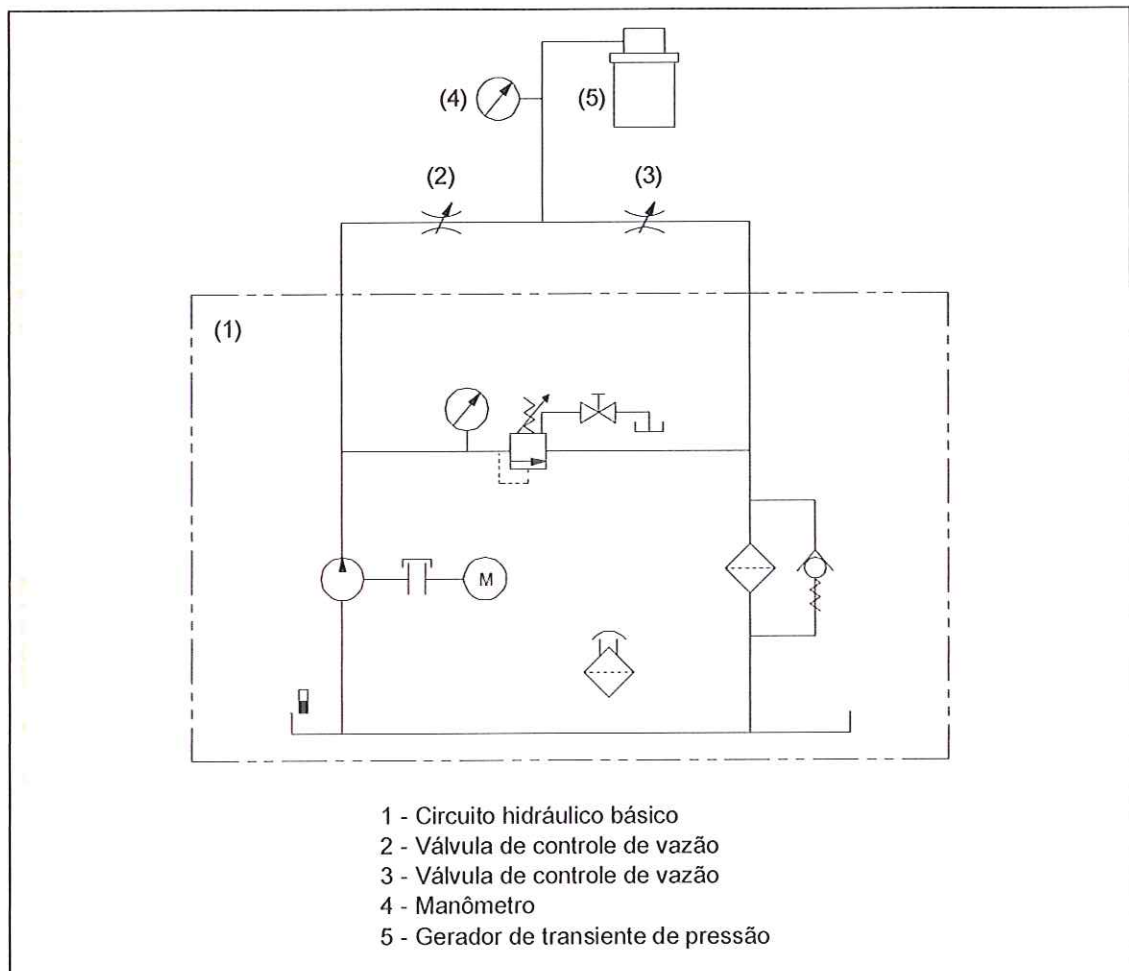 (4)
(5)
(2)
(3)
(1)
M
1 - Circuito hidráulico básico
2 - Válvula de controle de vazão
3 - Válvula de controle de vazão
4 - Manômetro
5 - Gerador de transiente de pressão